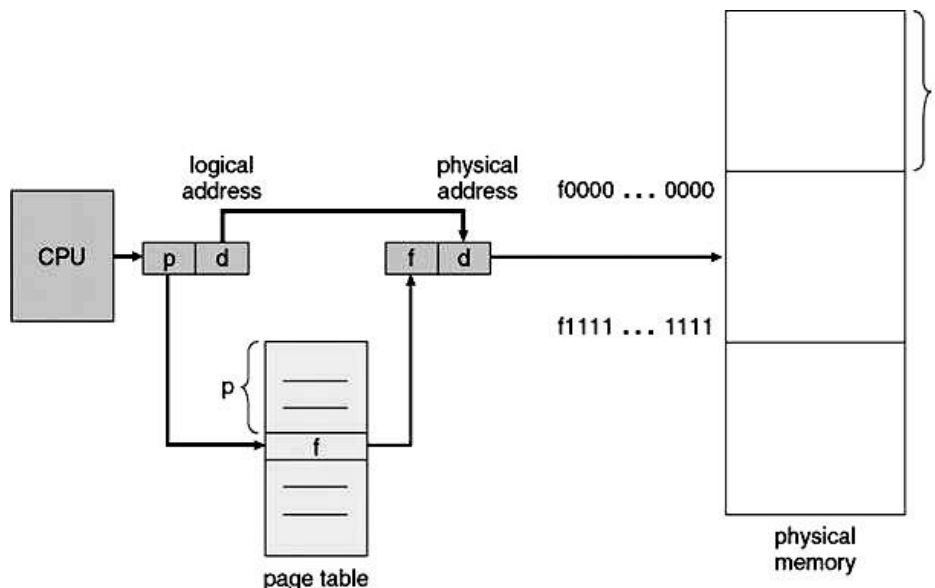 logical
address
physical
address
f0000 ... 0000
CPU
p d
f d
f1111 ... 1111
p
f
page table
physical
memory